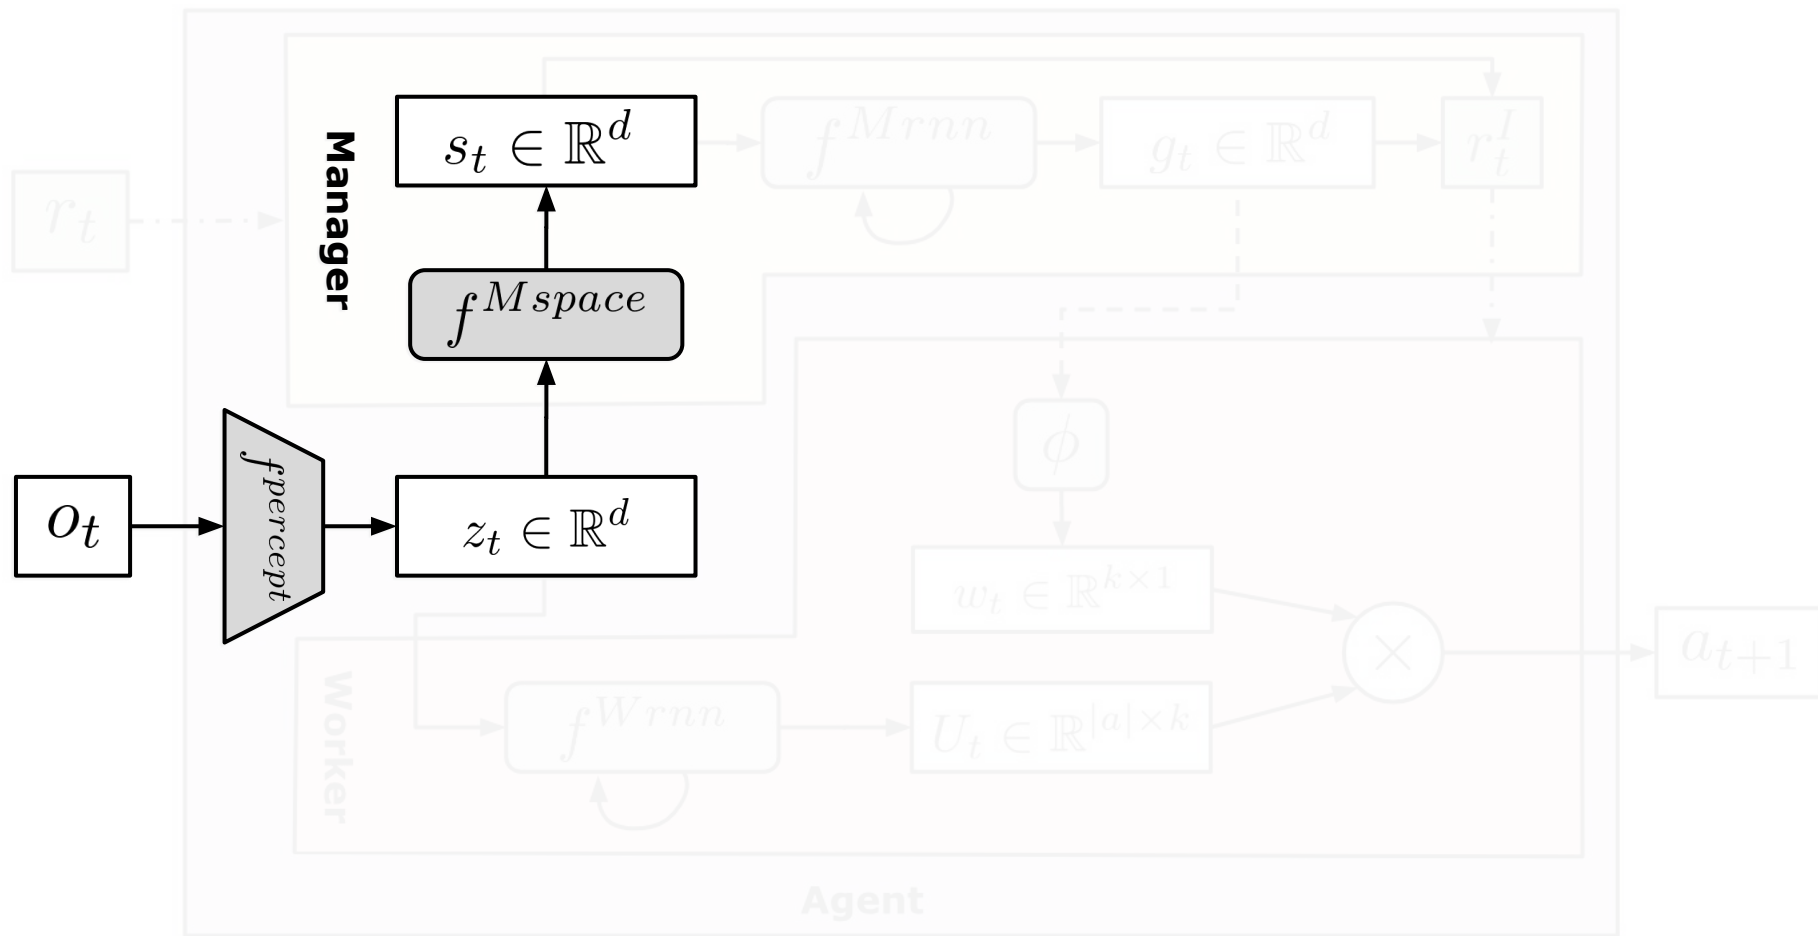 s_t ∈ ℝ^d
f^{Mrnn}
g_t ∈ ℝ^d
r_t^I
Manager
r_t
f^{Mspace}
ϕ
o_t
f^{percept}
z_t ∈ ℝ^d
w_t ∈ ℝ^{k×1}
×
a_{t+1}
Worker
f^{Wrnn}
U_t ∈ ℝ^{|a|×k}
Agent